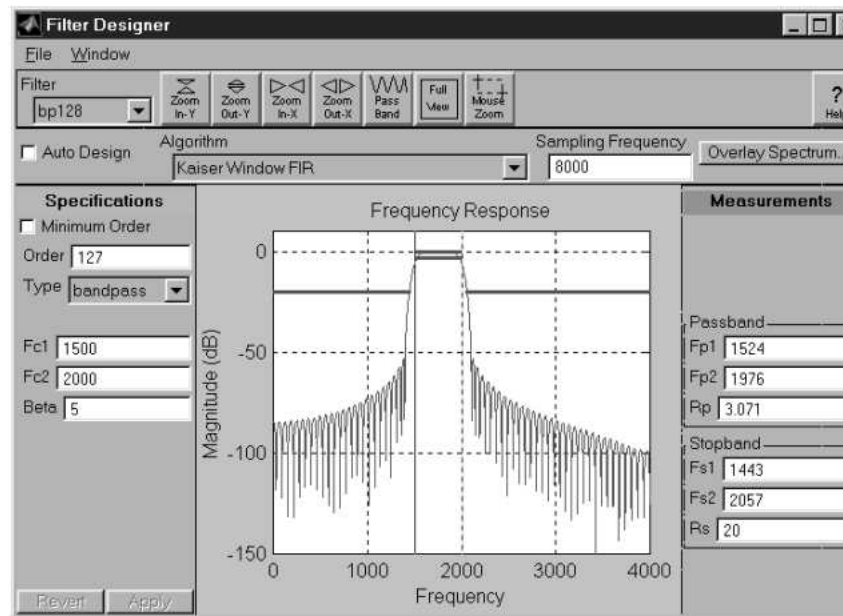 Filter Designer
File Window
Filter
bp128
Zoom In-Y
Zoom Out-Y
Zoom In-X
Zoom Out-X
Pass Band
Full View
Mouse Zoom
?
Help
Auto Design
Algorithm
Kaiser Window FIR
Sampling Frequency
8000
Overlay Spectrum...
Specifications
Minimum Order
Order 127
Type bandpass
Fc1 1500
Fc2 2000
Beta 5
Revert
Apply
Frequency Response
Magnitude (dB)
0
-50
-100
-150
0 1000 2000 3000 4000
Frequency
Measurements
Passband
Fp1 1524
Fp2 1976
Rp 3.071
Stopband
Fs1 1443
Fs2 2057
Rs 20